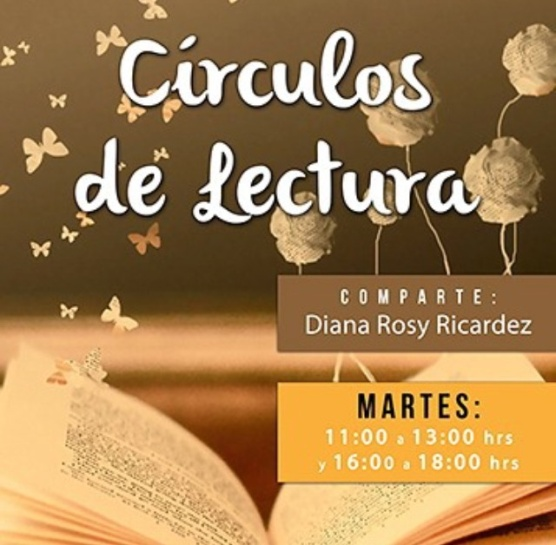 Círculos
de Lectura
COMPARTE:
Diana Rosy Ricardez
MARTES:
11:00 a 13:00 hrs
y 16:00 a 18:00 hrs